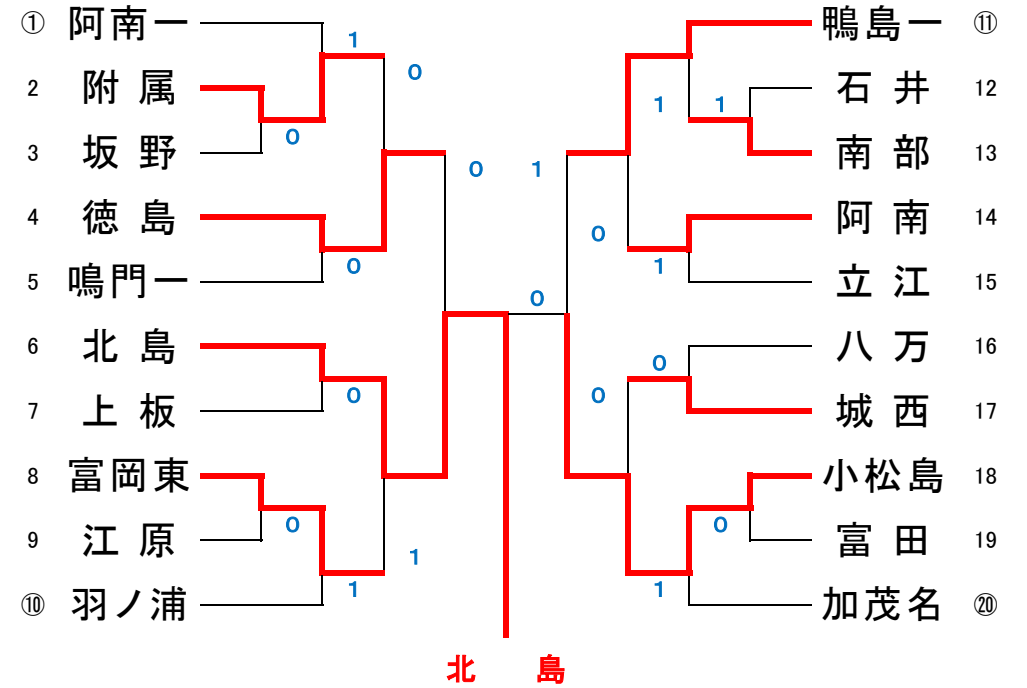 ① 阿南一 鴨島一 ⑪
1
0
2 附属 石井 12
1 1
0
3 坂野 南部 13
0 1
4 徳島 阿南 14
0
0 1
5 鳴門一 立江 15
0
6 北島 八万 16
0
0 0
7 上板 城西 17
8 富岡東 小松島 18
0 0
9 江原 富田 19
1
1 1
⑩ 羽ノ浦 加茂名 ⑳
北島